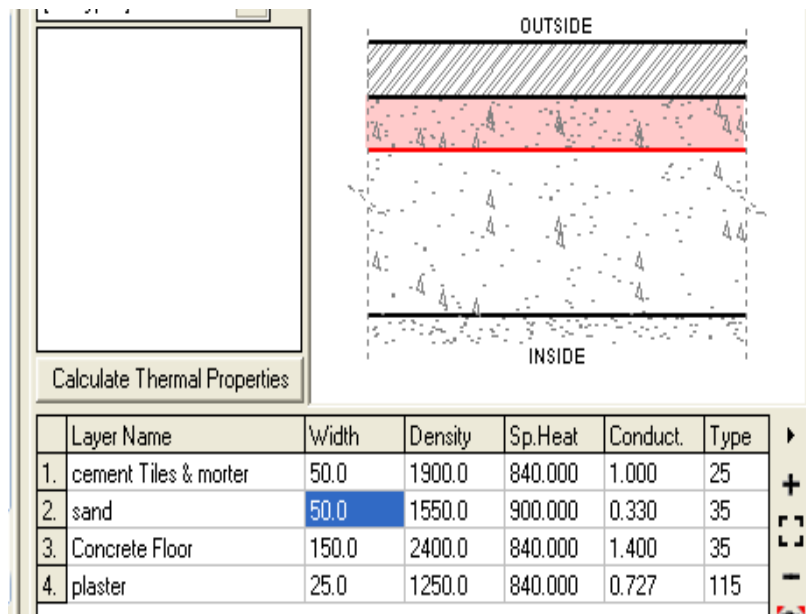 OUTSIDE
INSIDE
Calculate Thermal Properties
Layer Name Width Density Sp.Heat Conduct. Type
1. cement Tiles & morter 50.0 1900.0 840.000 1.000 25
2. sand 50.0 1550.0 900.000 0.330 35
3. Concrete Floor 150.0 2400.0 840.000 1.400 35
4. plaster 25.0 1250.0 840.000 0.727 115